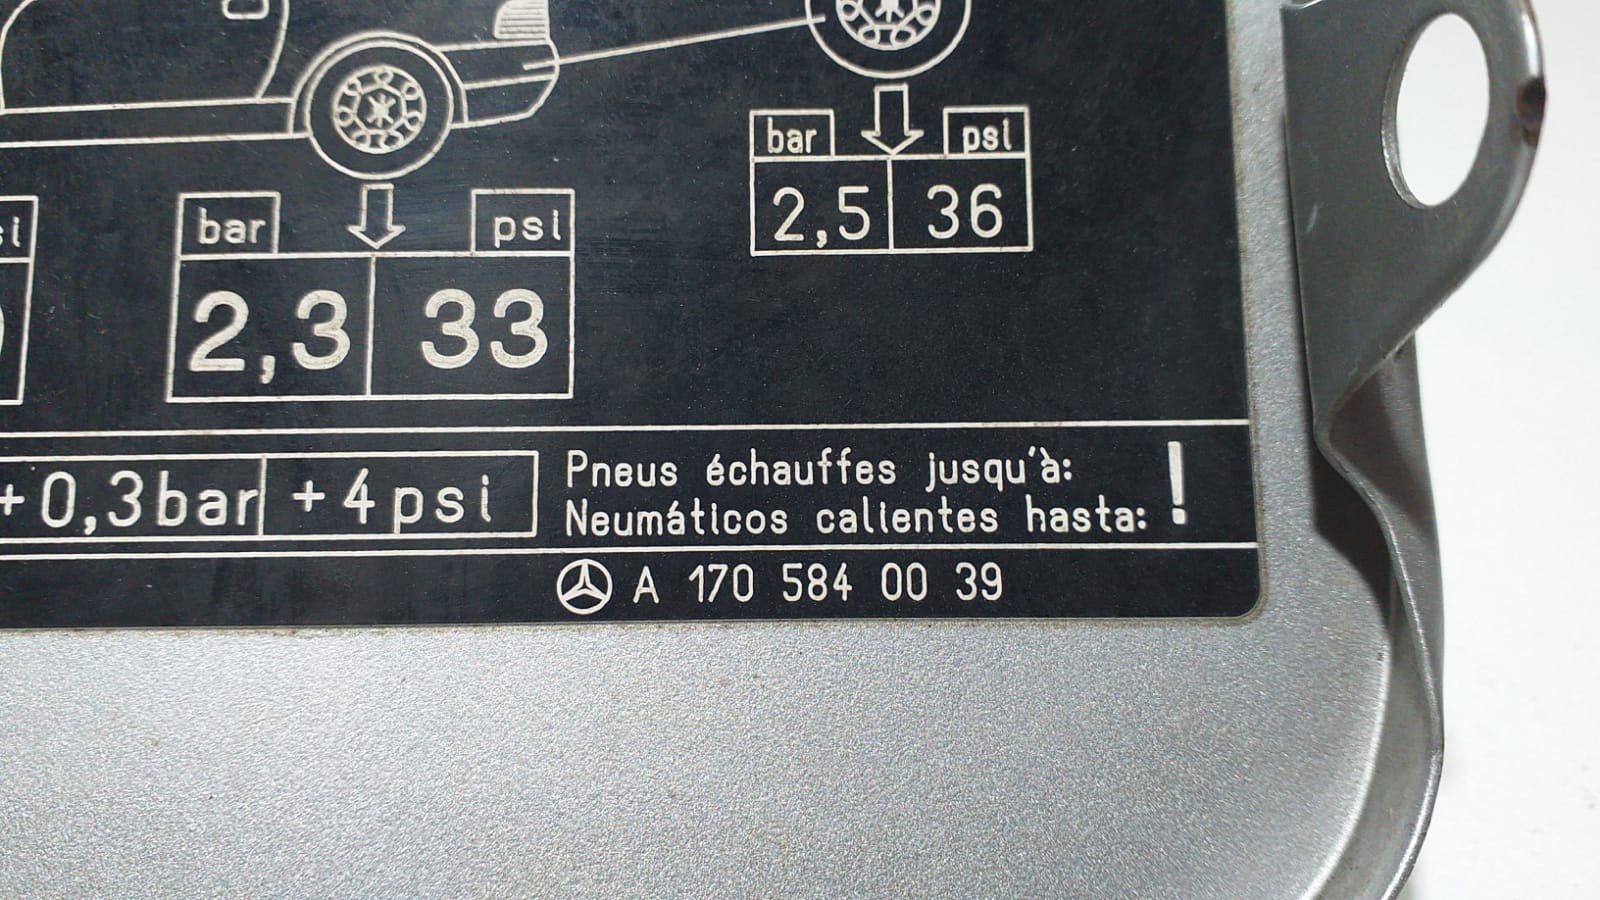 bar psi
2,5 36
bar psi
2,3 33
+0,3bar +4psi
Pneus échauffes jusqu'à:
Neumáticos calientes hasta: !
A 170 584 00 39